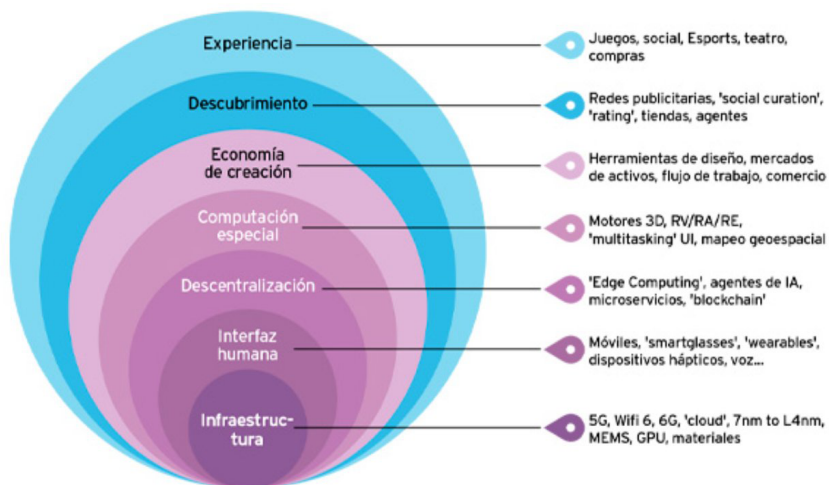 Experiencia
Juegos, social, Esports, teatro,
compras
Descubrimiento
Redes publicitarias, 'social curation',
'rating', tiendas, agentes
Economía
de creación
Herramientas de diseño, mercados
de activos, flujo de trabajo, comercio
Computación
especial
Motores 3D, RV/RA/RE,
'multitasking' UI, mapeo geoespacial
Descentralización
'Edge Computing', agentes de IA,
microservicios, 'blockchain'
Interfaz
humana
Móviles, 'smartglasses', 'wearables',
dispositivos hápticos, voz...
Infraestruc-
tura
5G, Wifi 6, 6G, 'cloud', 7nm to L4nm,
MEMS, GPU, materiales